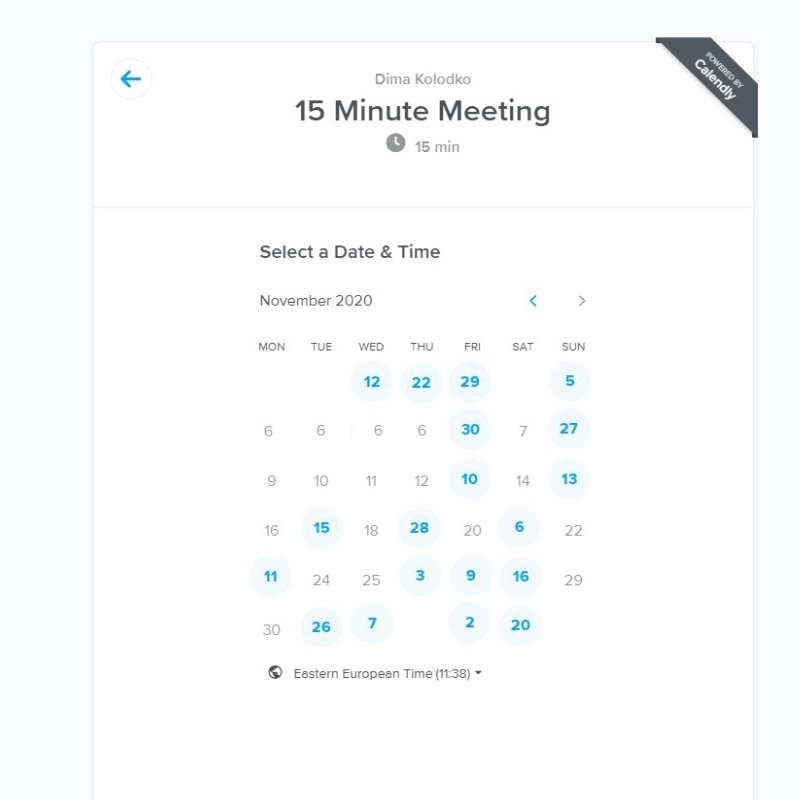 POWERED BY
Calendly
Dima Kolodko
15 Minute Meeting
15 min
Select a Date & Time
November 2020
MON TUE WED THU FRI SAT SUN
12 22 29 5
6 6 6 6 30 7 27
9 10 11 12 10 14 13
16 15 18 28 20 6 22
11 24 25 3 9 16 29
30 26 7 2 20
Eastern European Time (11:38)